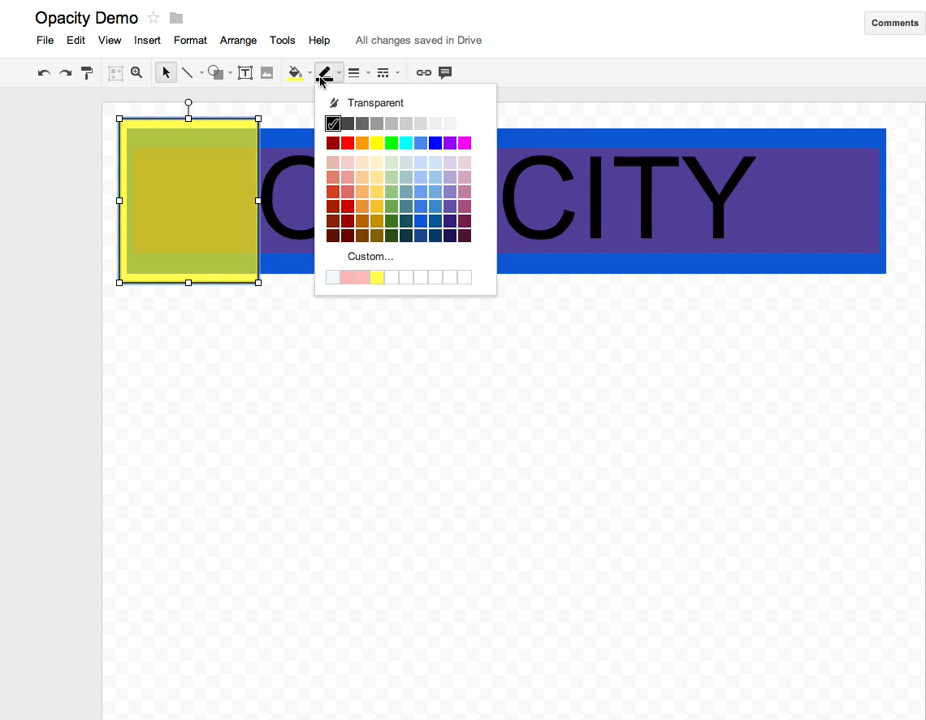 Opacity Demo
Comments
File Edit View Insert Format Arrange Tools Help All changes saved in Drive
Transparent
O CITY
Custom...